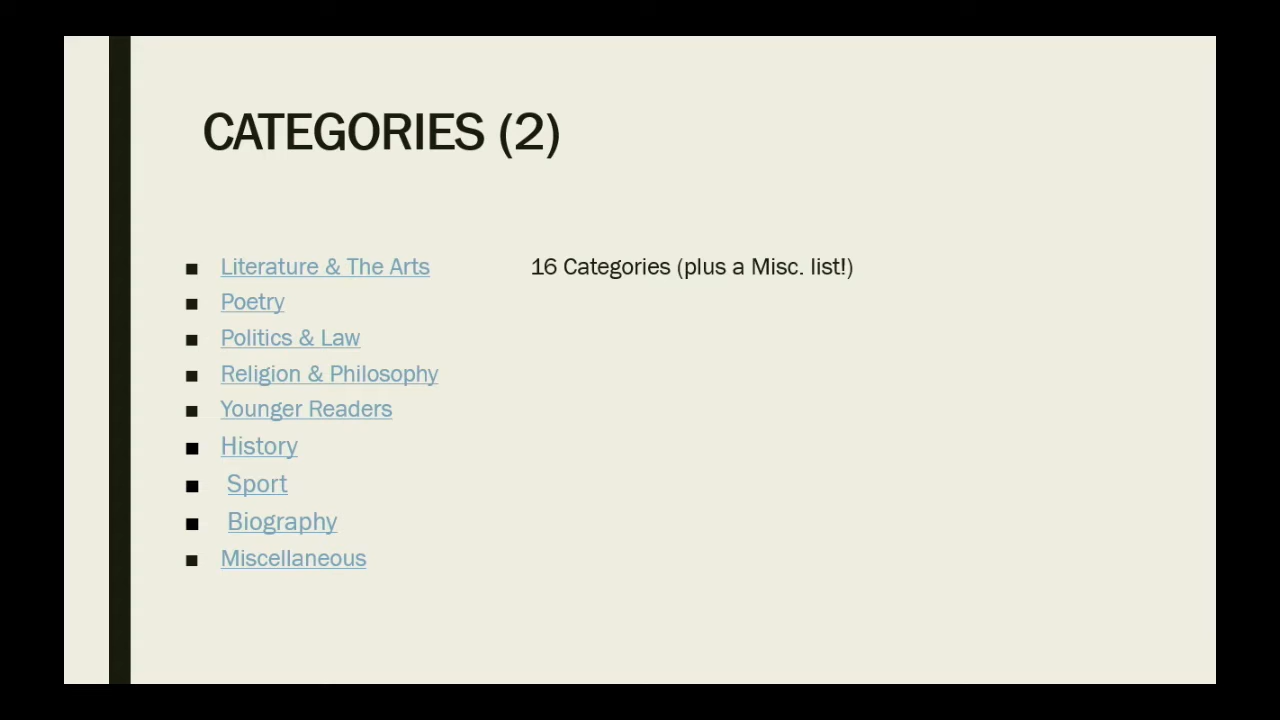 CATEGORIES (2)
Literature & The Arts
16 Categories (plus a Misc. list!)
Poetry
Politics & Law
Religion & Philosophy
Younger Readers
History
Sport
Biography
Miscellaneous